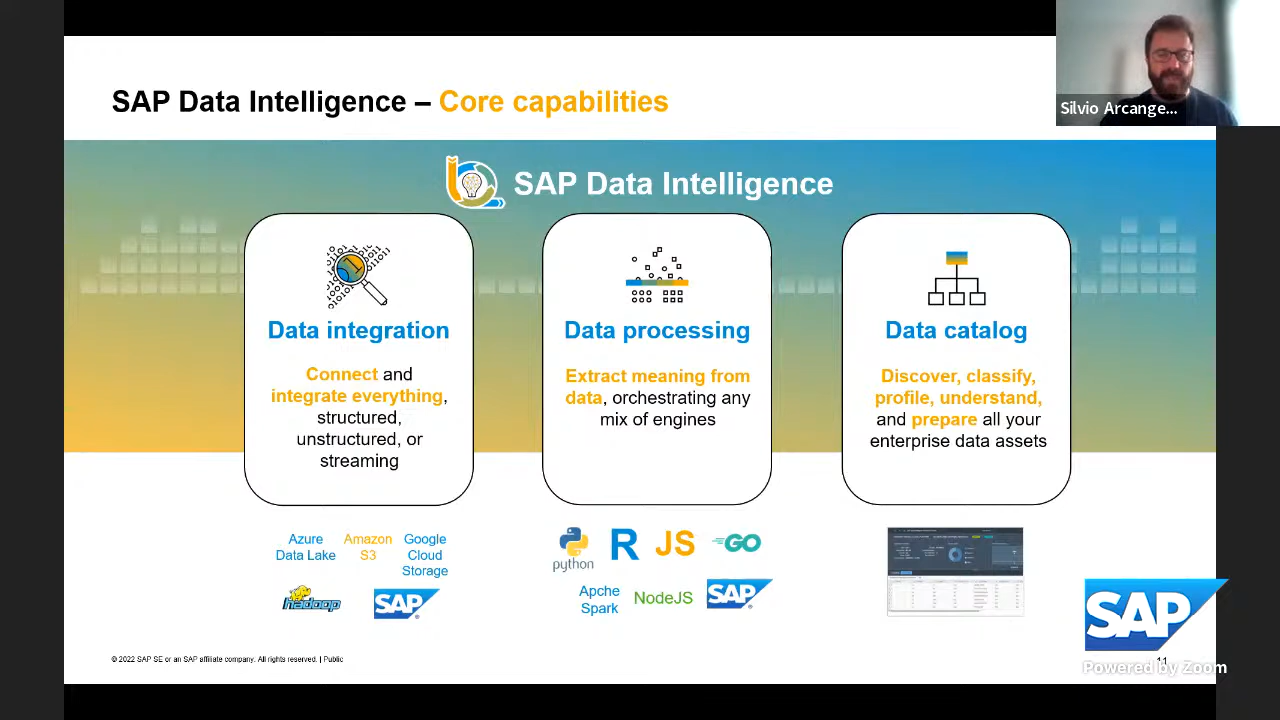 Silvio Arcange...
SAP Data Intelligence – Core capabilities
SAP Data Intelligence
Data integration
Connect and
integrate everything,
structured,
unstructured, or
streaming
Data processing
Extract meaning from
data, orchestrating any
mix of engines
Data catalog
Discover, classify,
profile, understand,
and prepare all your
enterprise data assets
Azure
Data Lake
Amazon
S3
Google
Cloud
Storage
hadoop
SAP
python
R
JS
GO
Apche
Spark
NodeJS
SAP
SAP
© 2022 SAP SE or an SAP affiliate company. All rights reserved. | Public
11
Powered by Zoom